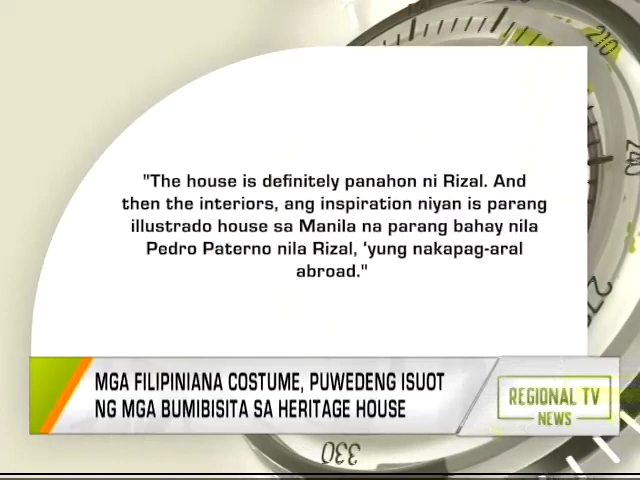 210
240
270
"The house is definitely panahon ni Rizal. And
then the interiors, ang inspiration niyan is parang
illustrado house sa Manila na parang bahay nila
Pedro Paterno nila Rizal, 'yung nakapag-aral
abroad."
MGA FILIPINIANA COSTUME, PUWEDENG ISUOT
NG MGA BUMIBISITA SA HERITAGE HOUSE
REGIONAL TV
NEWS
330